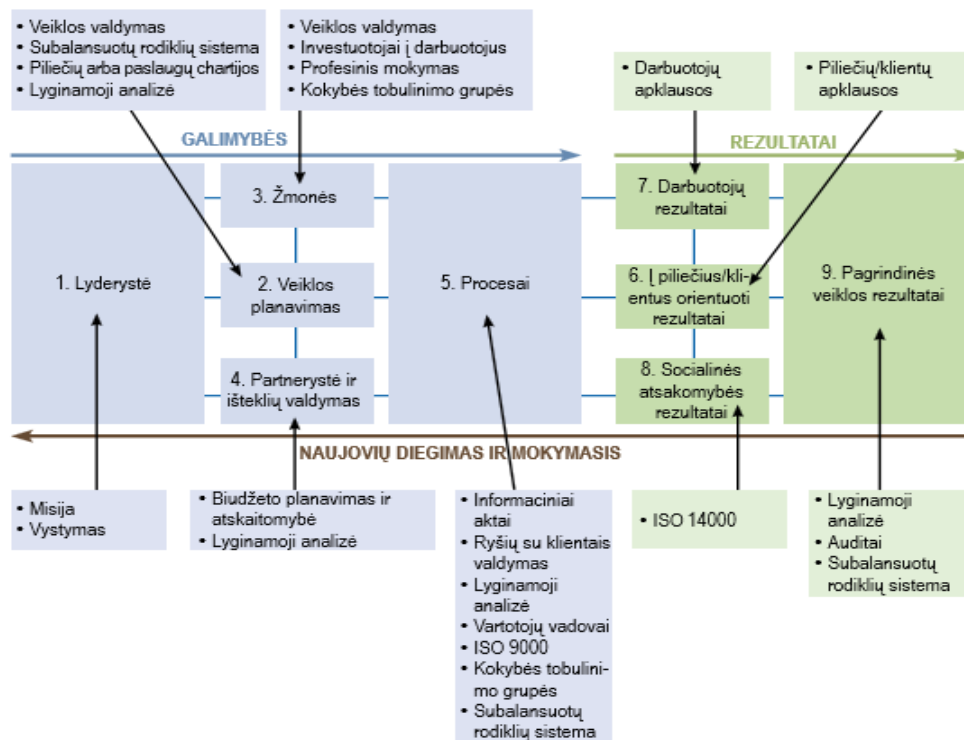 • Veiklos valdymas
• Subalansuotų rodiklių sistema
• Piliečių arba paslaugų chartijos
• Lyginamoji analizė
• Veiklos valdymas
• Investuotojai į darbuotojus
• Profesinis mokymas
• Kokybės tobulinimo grupės
• Darbuotojų
apklausos
• Piliečių/klientų
apklausos
GALIMYBĖS
REZULTATAI
1. Lyderystė
3. Žmonės
2. Veiklos
planavimas
4. Partnerystė ir
išteklių valdymas
5. Procesai
7. Darbuotojų
rezultatai
6. Į piliečius/kli-
entus orientuoti
rezultatai
8. Socialinės
atsakomybės
rezultatai
9. Pagrindinės
veiklos rezultatai
NAUJOVIŲ DIEGIMAS IR MOKYMASIS
• Misija
• Vystymas
• Biudžeto planavimas ir
atskaitomybė
• Lyginamoji analizė
• Informaciniai
aktai
• Ryšių su klientais
valdymas
• Lyginamoji
analizė
• Vartotojų vadovai
• ISO 9000
• Kokybės tobulini-
mo grupės
• Subalansuotų
rodiklių sistema
• ISO 14000
• Lyginamoji
analizė
• Auditai
• Subalansuotų
rodiklių sistema